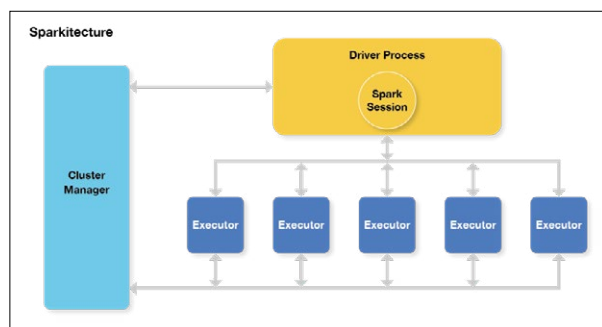 Sparkitecture
Driver Process
Spark
Session
Cluster
Manager
Executor
Executor
Executor
Executor
Executor